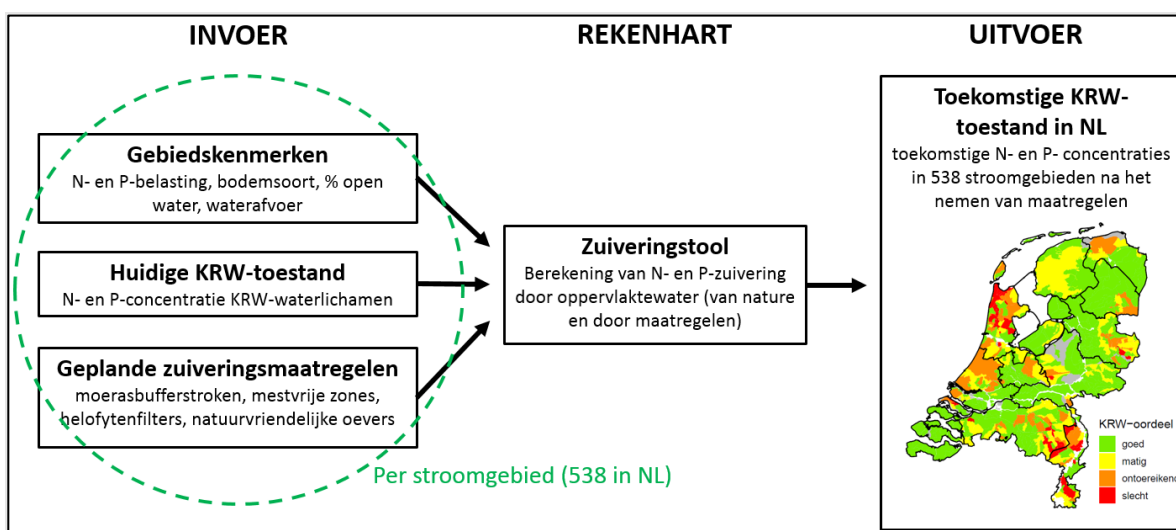 INVOER
REKENHART
UITVOER
Gebiedskenmerken
N- en P-belasting, bodemsoort, % open
water, waterafvoer
Huidige KRW-toestand
N- en P-concentratie KRW-waterlichamen
Geplande zuiveringsmaatregelen
moerasbufferstroken, mestvrije zones,
helofytenfilters, natuurvriendelijke oevers
Per stroomgebied (538 in NL)
Zuiveringstool
Berekening van N- en P-zuivering
door oppervlaktewater (van nature
en door maatregelen)
Toekomstige KRW-
toestand in NL
toekomstige N- en P- concentraties
in 538 stroomgebieden na het
nemen van maatregelen
KRW-oordeel
goed
matig
ontoereikend
slecht